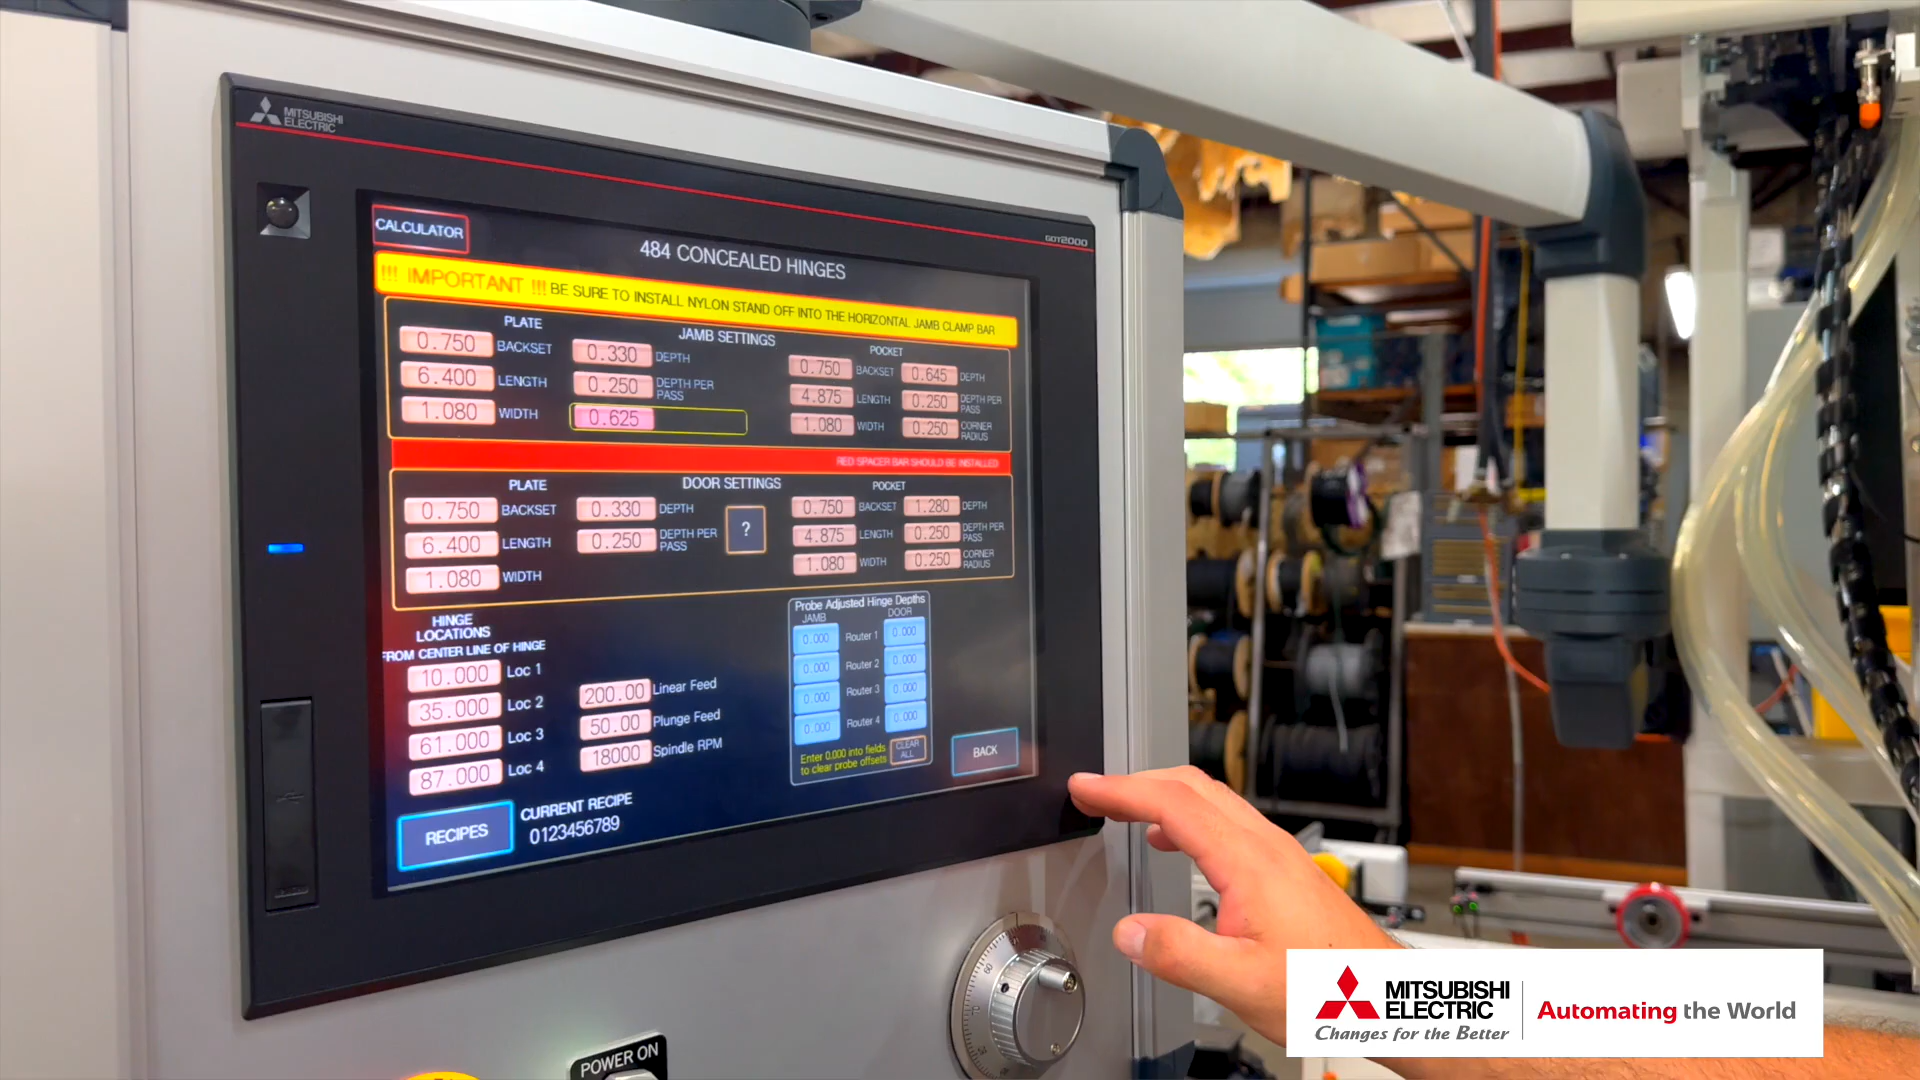 MITSUBISHI
ELECTRIC
GOT2000
CALCULATOR
484 CONCEALED HINGES
!!! IMPORTANT !!! BE SURE TO INSTALL NYLON STAND OFF INTO THE HORIZONTAL JAMB CLAMP BAR
PLATE
JAMB SETTINGS
POCKET
0.750 BACKSET 0.330 DEPTH 0.750 BACKSET 0.645 DEPTH
6.400 LENGTH 0.250 DEPTH PER PASS 4.875 LENGTH 0.250 DEPTH PER PASS
1.080 WIDTH 0.625 1.080 WIDTH 0.250 CORNER RADIUS
RED SPACER BAR SHOULD BE INSTALLED
PLATE
DOOR SETTINGS
POCKET
0.750 BACKSET 0.330 DEPTH ? 0.750 BACKSET 1.280 DEPTH
6.400 LENGTH 0.250 DEPTH PER PASS 4.875 LENGTH 0.250 DEPTH PER PASS
1.080 WIDTH 1.080 WIDTH 0.250 CORNER RADIUS
HINGE
LOCATIONS
FROM CENTER LINE OF HINGE
10.000 Loc 1
35.000 Loc 2
61.000 Loc 3
87.000 Loc 4
200.00 Linear Feed
50.00 Plunge Feed
18000 Spindle RPM
Probe Adjusted Hinge Depths
JAMB DOOR
0.000 Router 1 0.000
0.000 Router 2 0.000
0.000 Router 3 0.000
0.000 Router 4 0.000
Enter 0.000 into fields
to clear probe offsets
CLEAR
ALL
BACK
RECIPES
CURRENT RECIPE
0123456789
POWER ON
MITSUBISHI
ELECTRIC
Changes for the Better
Automating the World